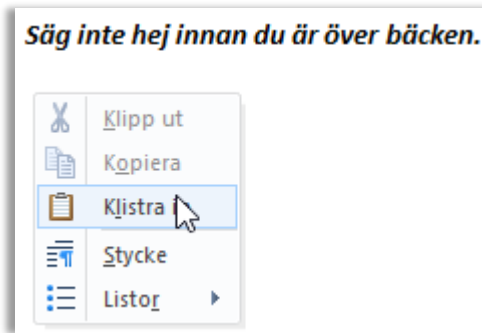 Säg inte hej innan du är över bäcken.
Klipp ut
Kopiera
Klistra
Stycke
Listor